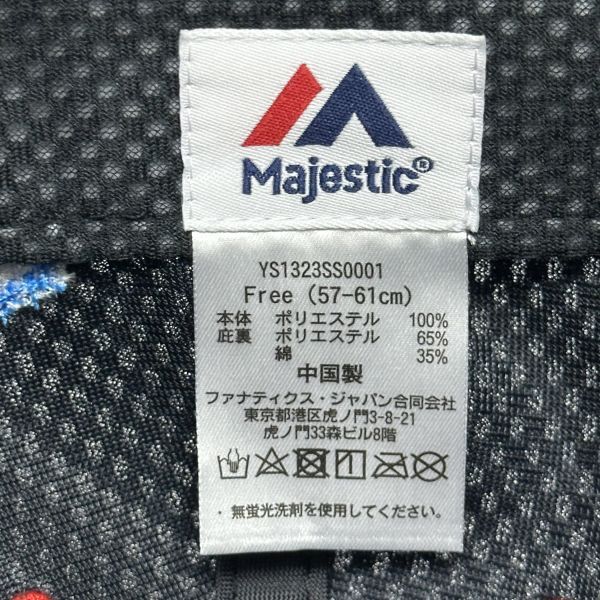 Majestic®
YS1323SS0001
Free (57-61cm)
本体 ポリエステル 100%
庇裏 ポリエステル 65%
綿 35%
中国製
ファナティクス・ジャパン合同会社
東京都港区虎ノ門3-8-21
虎ノ門33森ビル8階
・無蛍光洗剤を使用してください。